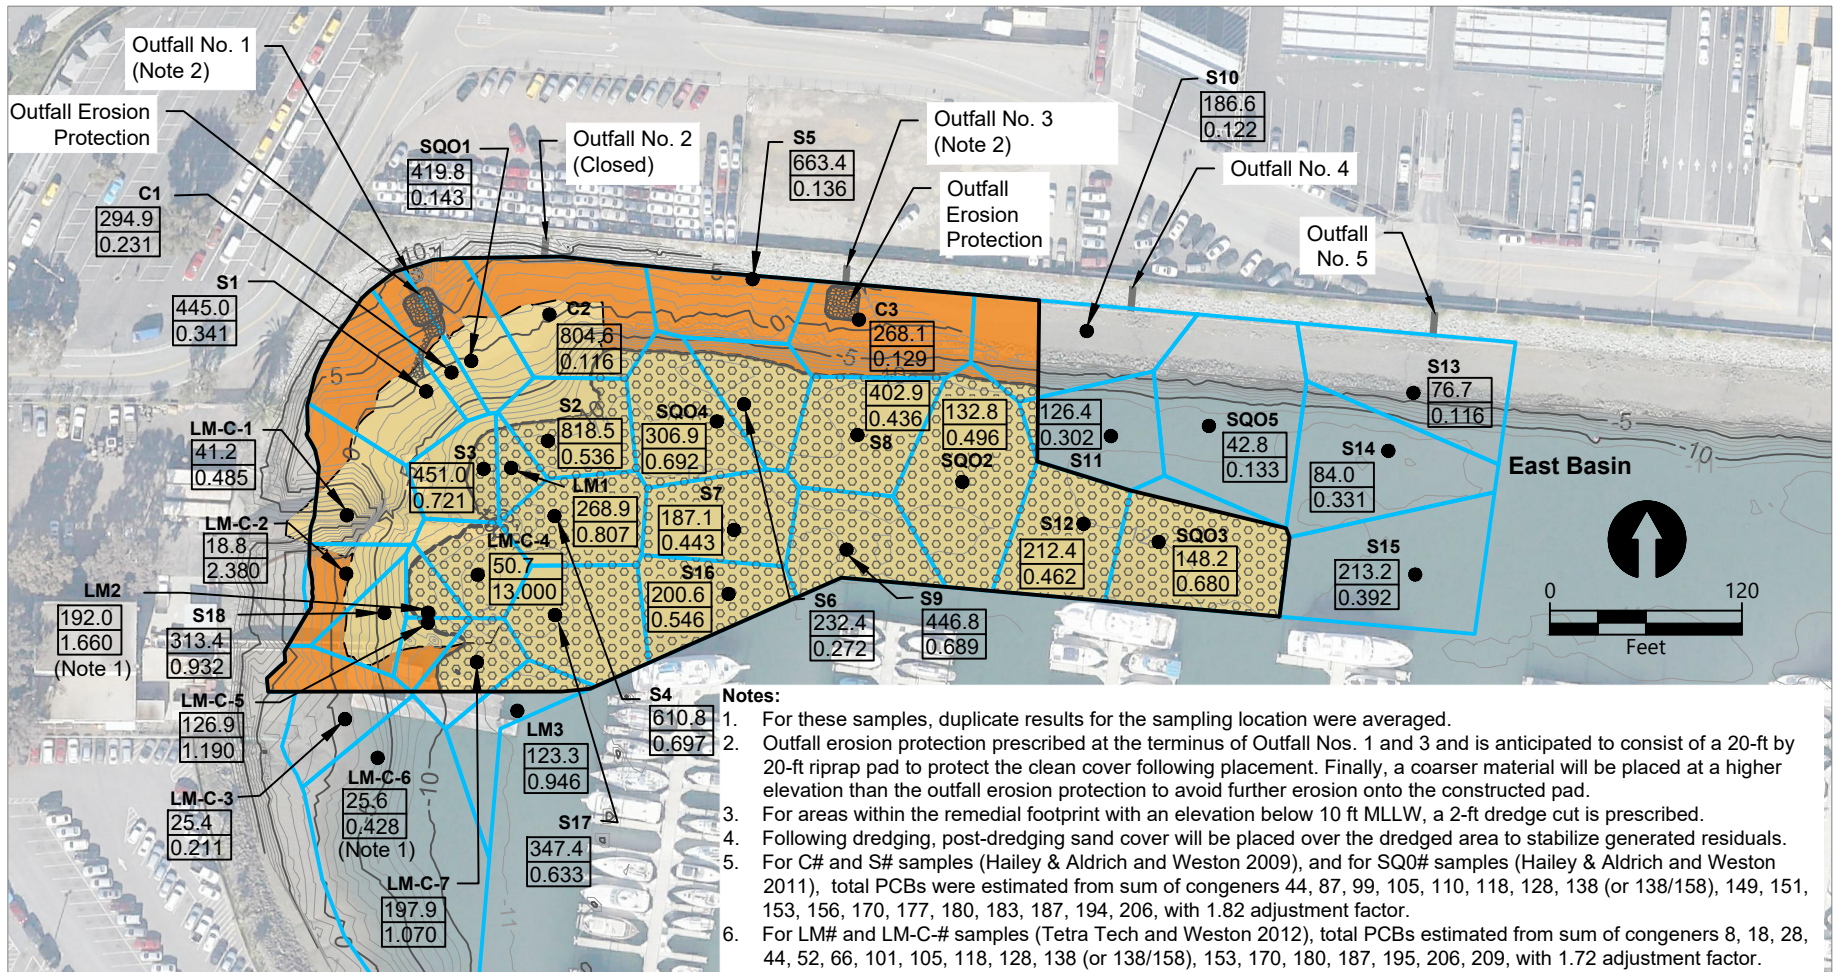 Outfall No. 1
(Note 2)
Outfall Erosion
Protection
C1
294.9
0.231
S1
445.0
0.341
SQO1
419.8
0.143
Outfall No. 2
(Closed)
S5
663.4
0.136
Outfall No. 3
(Note 2)
Outfall
Erosion
Protection
S10
186.6
0.122
Outfall No. 4
Outfall
No. 5
C2
804.6
0.116
C3
268.1
0.129
S13
76.7
0.116
LM-C-1
41.2
0.485
S3
451.0
0.721
S2
818.5
0.536
SQO4
306.9
0.692
402.9
0.436
S8
132.8
0.496
SQO2
126.4
0.302
S11
SQO5
42.8
0.133
S14
84.0
0.331
East Basin
LM-C-2
18.8
2.380
LM1
268.9
0.807
S7
187.1
0.443
LM-C-4
50.7
13.000
S12
212.4
0.462
SQO3
148.2
0.680
S15
213.2
0.392
LM2
192.0
1.660
(Note 1)
S18
313.4
0.932
S16
200.6
0.546
S6
232.4
0.272
S9
446.8
0.689
0 120
Feet
LM-C-5
126.9
1.190
S4
610.8
0.697
LM3
123.3
0.946
LM-C-6
25.6
0.428
(Note 1)
LM-C-3
25.4
0.211
S17
347.4
0.633
LM-C-7
197.9
1.070
-5
-5
-5
-10
-10
-11
Notes:
1. For these samples, duplicate results for the sampling location were averaged.
2. Outfall erosion protection prescribed at the terminus of Outfall Nos. 1 and 3 and is anticipated to consist of a 20-ft by
20-ft riprap pad to protect the clean cover following placement. Finally, a coarser material will be placed at a higher
elevation than the outfall erosion protection to avoid further erosion onto the constructed pad.
3. For areas within the remedial footprint with an elevation below 10 ft MLLW, a 2-ft dredge cut is prescribed.
4. Following dredging, post-dredging sand cover will be placed over the dredged area to stabilize generated residuals.
5. For C# and S# samples (Hailey & Aldrich and Weston 2009), and for SQ0# samples (Hailey & Aldrich and Weston
2011), total PCBs were estimated from sum of congeners 44, 87, 99, 105, 110, 118, 128, 138 (or 138/158), 149, 151,
153, 156, 170, 177, 180, 183, 187, 194, 206, with 1.82 adjustment factor.
6. For LM# and LM-C-# samples (Tetra Tech and Weston 2012), total PCBs estimated from sum of congeners 8, 18, 28,
44, 52, 66, 101, 105, 118, 128, 138 (or 138/158), 153, 170, 180, 187, 195, 206, 209, with 1.72 adjustment factor.